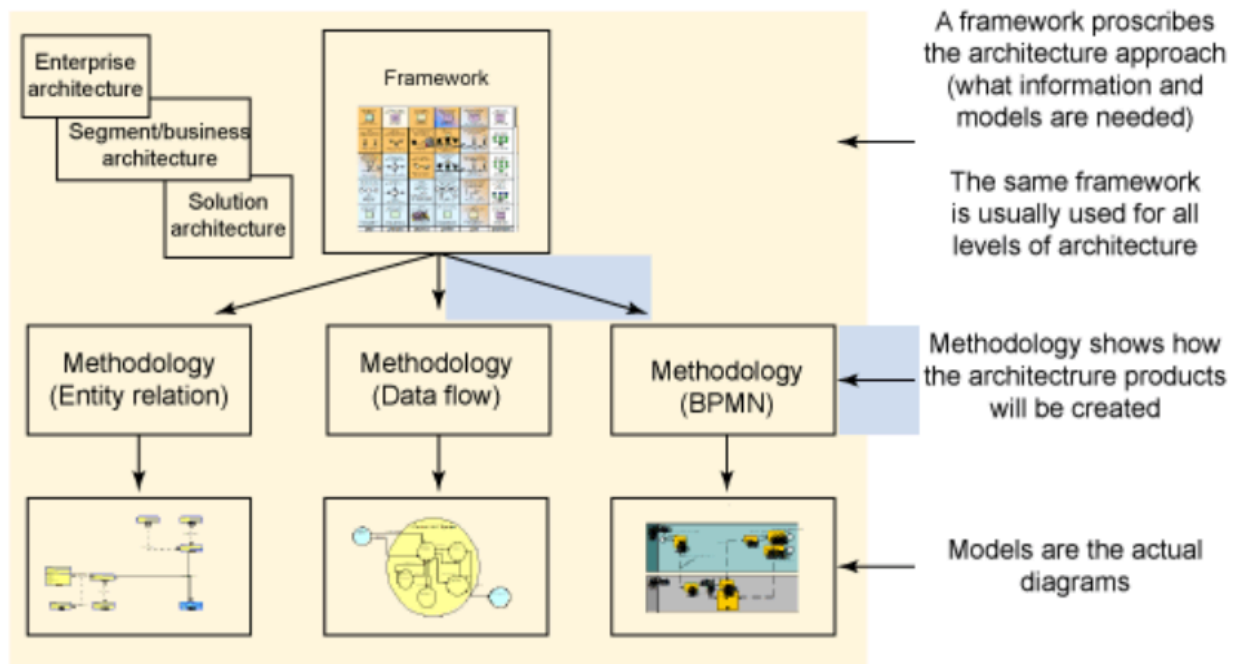 Enterprise
architecture
Segment/business
architecture
Solution
architecture
Framework
A framework proscribes
the architecture approach
(what information and
models are needed)
The same framework
is usually used for all
levels of architecture
Methodology
(Entity relation)
Methodology
(Data flow)
Methodology
(BPMN)
Methodology shows how
the architectrure products
will be created
Models are the actual
diagrams